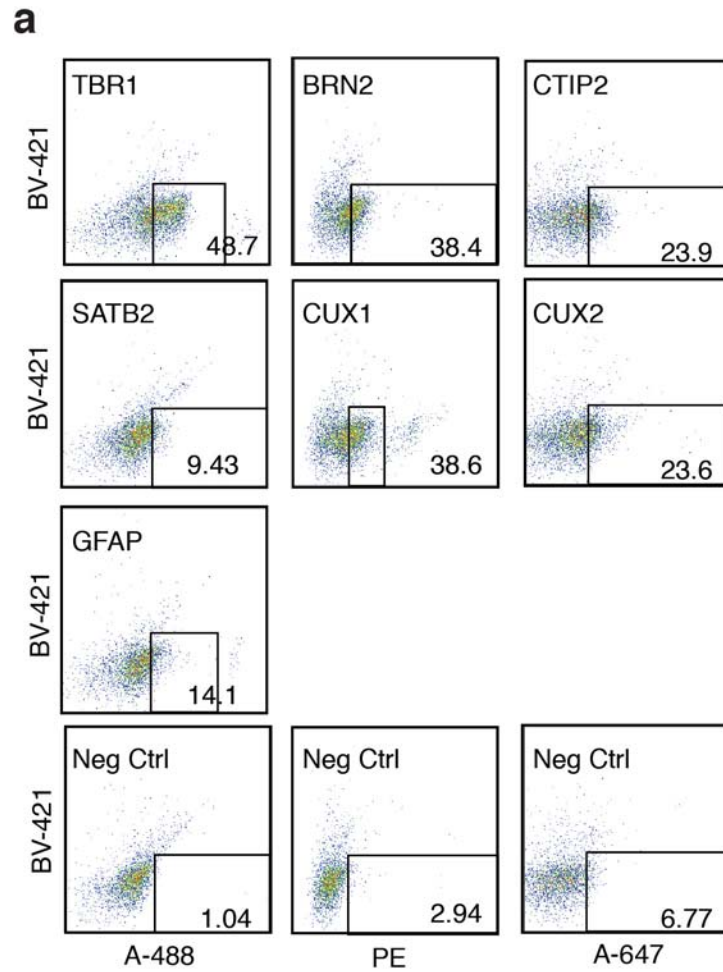 a
TBR1 BRN2 CTIP2
BV-421
48.7 38.4 23.9
SATB2 CUX1 CUX2
BV-421
9.43 38.6 23.6
GFAP
BV-421
14.1
Neg Ctrl Neg Ctrl Neg Ctrl
BV-421
1.04 2.94 6.77
A-488 PE A-647